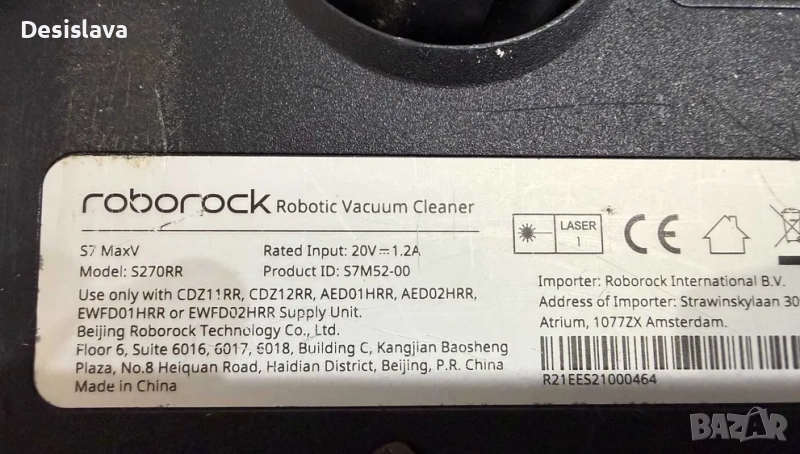 Desislava
roborock Robotic Vacuum Cleaner
S7 MaxV Rated Input: 20V⎓1.2A
Model: S270RR Product ID: S7M52-00
Use only with CDZ11RR, CDZ12RR, AED01HRR, AED02HRR,
EWFD01HRR or EWFD02HRR Supply Unit.
Beijing Roborock Technology Co., Ltd.
Floor 6, Suite 6016, 6017, 6018, Building C, Kangjian Baosheng
Plaza, No.8 Heiquan Road, Haidian District, Beijing, P.R. China
Made in China
LASER
1
CE
Importer: Roborock International B.V.
Address of Importer: Strawinskylaan 30
Atrium, 1077ZX Amsterdam.
R21EES21000464
BAZAR